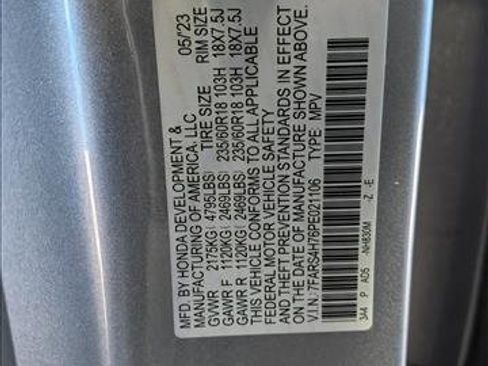 MFD. BY HONDA DEVELOPMENT & 05/23
MANUFACTURING OF AMERICA, LLC
TIRE SIZE RIM SIZE
GVWR 2175KG( 4795LBS)
GAWR F 1120KG( 2469LBS) 235/60R18 103H 18X7.5J
GAWR R 1120KG( 2469LBS) 235/60R18 103H 18X7.5J
THIS VEHICLE CONFORMS TO ALL APPLICABLE
FEDERAL MOTOR VEHICLE SAFETY
AND THEFT PREVENTION STANDARDS IN EFFECT
ON THE DATE OF MANUFACTURE SHOWN ABOVE.
V.I.N.: 7FARS4H76PE021106 TYPE: MPV
344 P AD5 -NH830M -Z -E